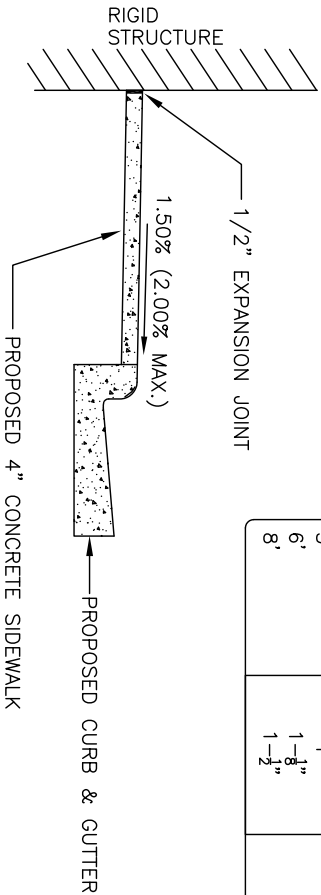 RIGID
STRUCTURE
1/2" EXPANSION JOINT
1.50% (2.00% MAX.)
PROPOSED 4" CONCRETE SIDEWALK
PROPOSED CURB & GUTTER
6' 1-1/8"
8' 1-1/2"